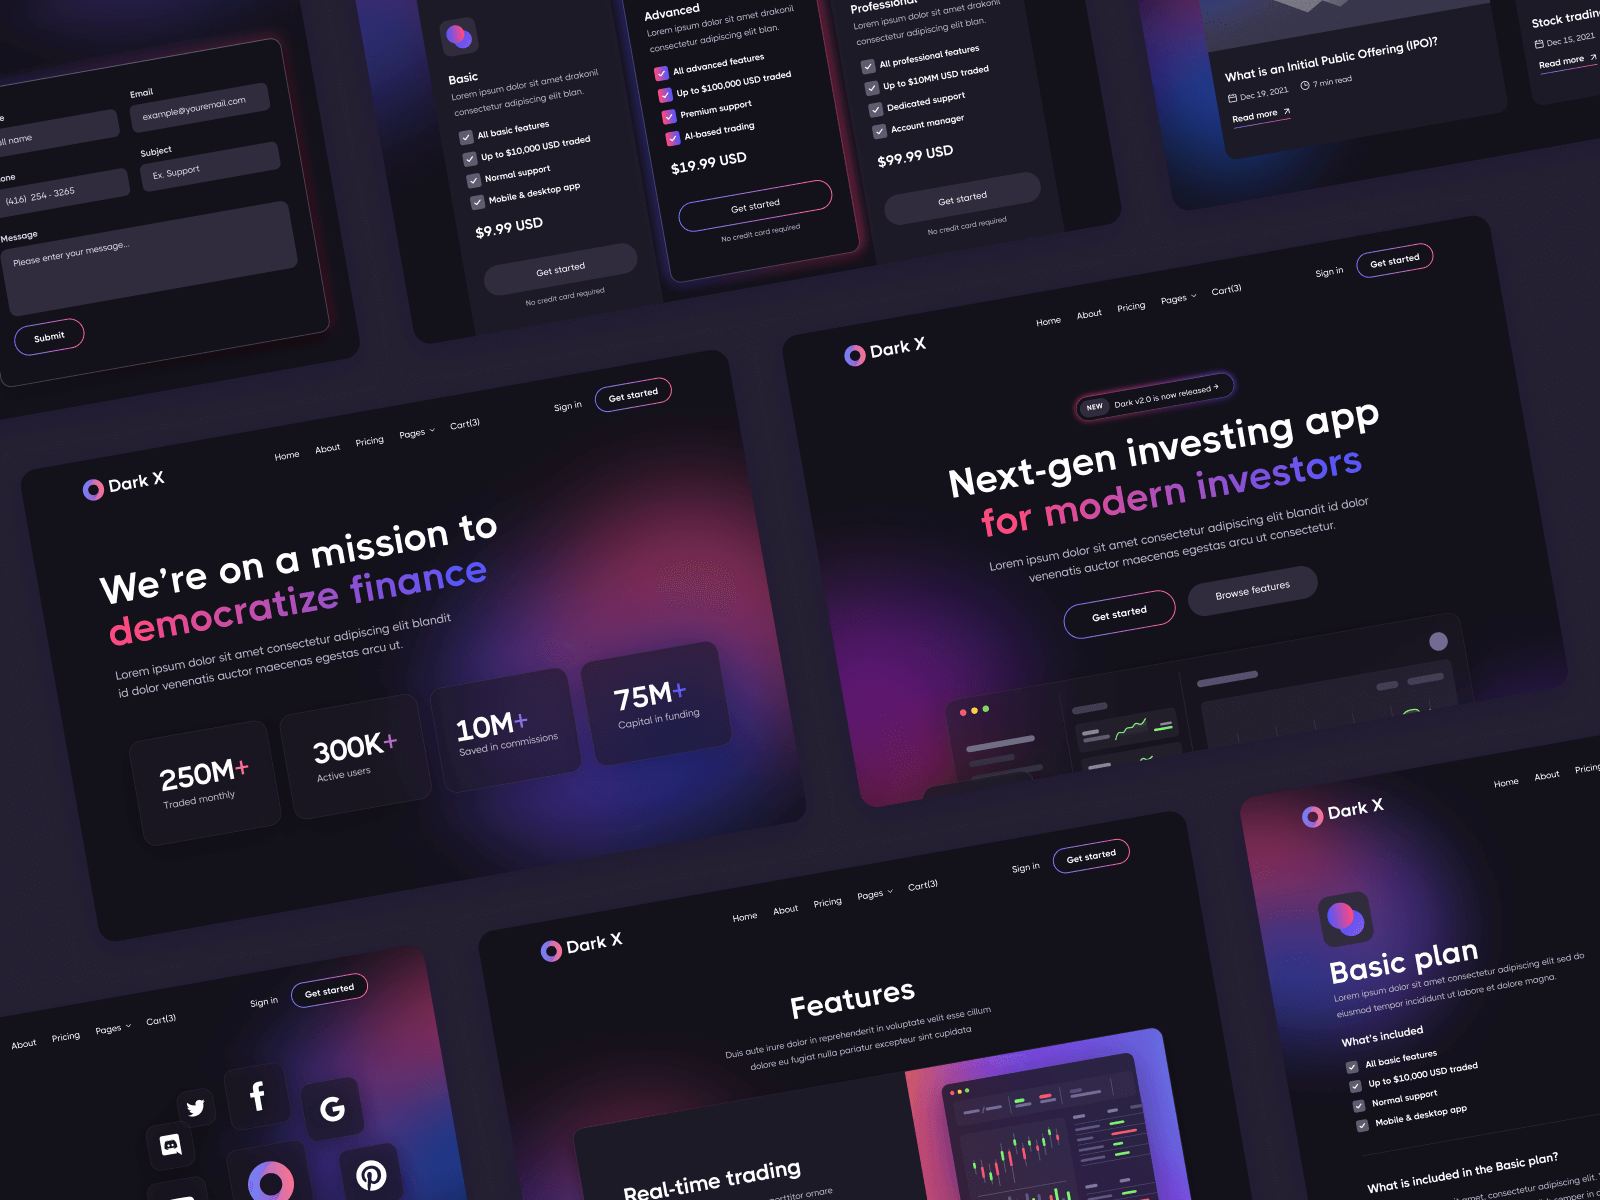 Email
example@youremail.com
Subject
Ex. Support
(416) 254 - 3265
Message
Please enter your message...
Submit
Basic
Lorem ipsum dolor sit amet drakonil
consectetur adipiscing elit blan.
All basic features
Up to $10,000 USD traded
Normal support
Mobile & desktop app
$9.99 USD
Get started
No credit card required
Advanced
Lorem ipsum dolor sit amet drakonil
consectetur adipiscing elit blan.
All advanced features
Up to $100,000 USD traded
Premium support
AI-based trading
$19.99 USD
Get started
No credit card required
Professional
Lorem ipsum dolor sit amet drakonil
consectetur adipiscing elit blan.
All professional features
Up to $10MM USD traded
Dedicated support
Account manager
$99.99 USD
Get started
No credit card required
What is an Initial Public Offering (IPO)?
Dec 19, 2021 7 min read
Read more
Stock trading
Dec 15, 2021
Read more
Dark X
Home About Pricing Pages Cart(3)
Sign in Get started
We're on a mission to
democratize finance
Lorem ipsum dolor sit amet consectetur adipiscing elit blandit
id dolor venenatis auctor maecenas egestas arcu ut.
250M+
Traded monthly
300K+
Active users
10M+
Saved in commissions
75M+
Capital in funding
Dark X
Home About Pricing Pages Cart(3)
Sign in Get started
NEW Dark v2.0 is now released
Next-gen investing app
for modern investors
Lorem ipsum dolor sit amet consectetur adipiscing elit blandit id dolor
venenatis auctor maecenas egestas arcu ut consectetur.
Get started
Browse features
About Pricing Pages Cart(3)
Sign in Get started
Dark X
Home About Pricing Pages Cart(3)
Sign in Get started
Features
Duis aute irure dolor in reprehenderit in voluptate velit esse cillum
dolore eu fugiat nulla pariatur excepteur sint cupidata
Real-time trading
porttitor ornare
Dark X
Home About Pricing
Basic plan
Lorem ipsum dolor sit amet consectetur adipiscing elit sed do
eiusmod tempor incididunt ut labore et dolore magna.
What's included
All basic features
Up to $10,000 USD traded
Normal support
Mobile & desktop app
What is included in the Basic plan?
amet, consectetur adipiscing elit.
semper in